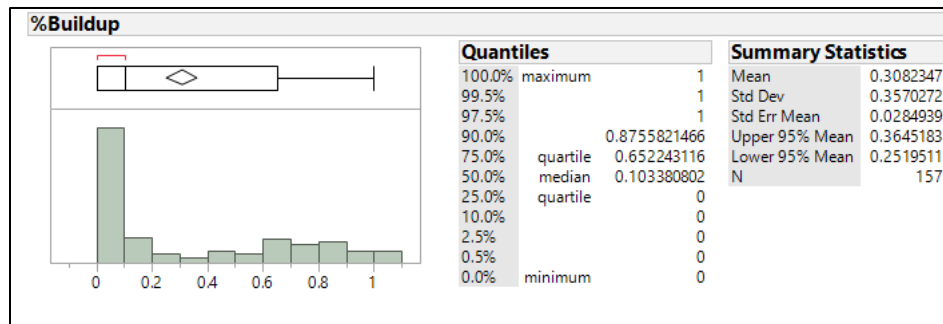 %Buildup
0 0.2 0.4 0.6 0.8 1
Quantiles
100.0% maximum 1
99.5% 1
97.5% 1
90.0% 0.8755821466
75.0% quartile 0.652243116
50.0% median 0.103380802
25.0% quartile 0
10.0% 0
2.5% 0
0.5% 0
0.0% minimum 0
Summary Statistics
Mean 0.3082347
Std Dev 0.3570272
Std Err Mean 0.0284939
Upper 95% Mean 0.3645183
Lower 95% Mean 0.2519511
N 157